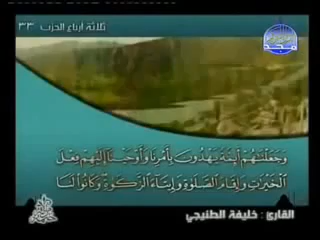 ثلاثة أرباع الحزب ٣٣
وَجَعَلْنَٰهُمْ أَئِمَّةً يَهْدُونَ بِأَمْرِنَا وَأَوْحَيْنَآ إِلَيْهِمْ فِعْلَ
ٱلْخَيْرَٰتِ وَإِقَامَ ٱلصَّلَوٰةِ وَإِيتَآءَ ٱلزَّكَوٰةِ وَكَانُوا۟ لَنَا
القارئ : خليفة الطنيجي